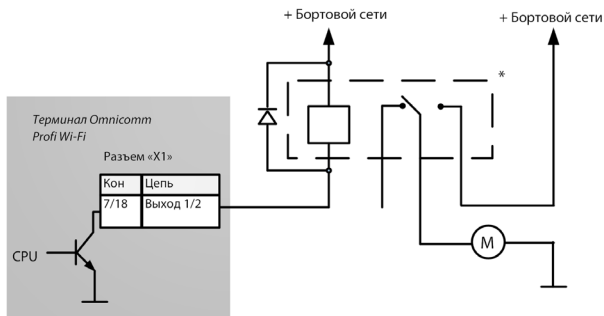 + Бортовой сети
+ Бортовой сети
*
Терминал Omnicomm
Profi Wi-Fi
Разъем «X1»
Кон Цепь
7/18 Выход 1/2
CPU
M